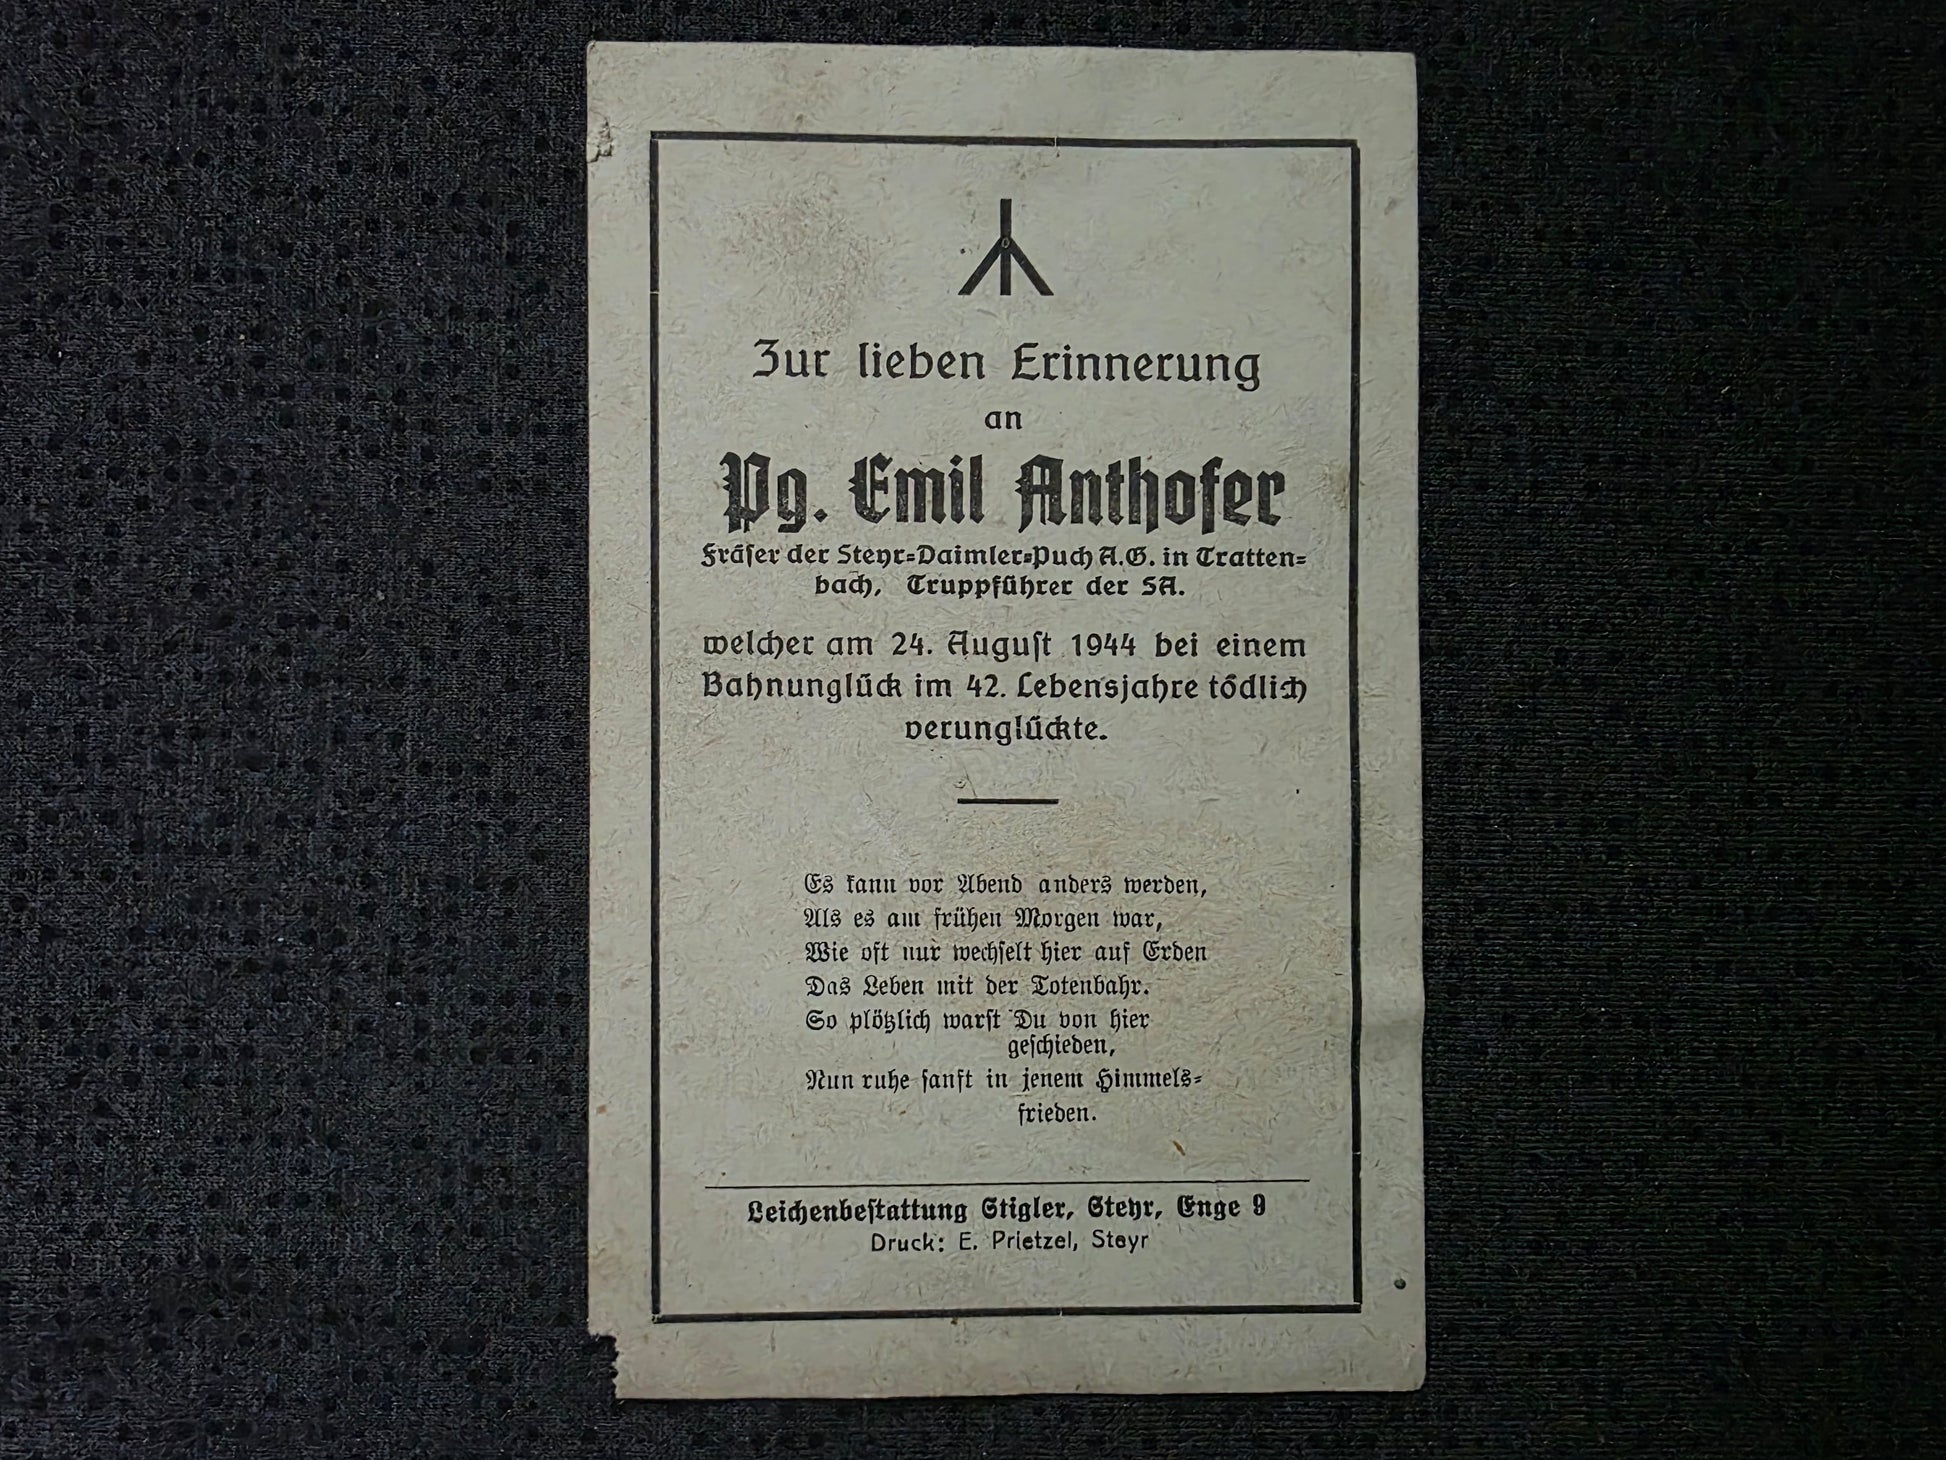 Zur lieben Erinnerung
an
Pg. Emil Anthofer
Fräser der Steyr-Daimler-Puch A.G. in Tratten-
bach, Truppführer der SA.
welcher am 24. August 1944 bei einem
Bahnunglück im 42. Lebensjahre tödlich
verunglückte.
Es kann vor Abend anders werden,
Als es am frühen Morgen war,
Wie oft nur wechselt hier auf Erden
Das Leben mit der Totenbahr.
So plötzlich warst Du von hier
geschieden,
Nun ruhe sanft in jenem Himmels-
frieden.
Leichenbestattung Stigler, Steyr, Enge 9
Druck: E. Prietzel, Steyr